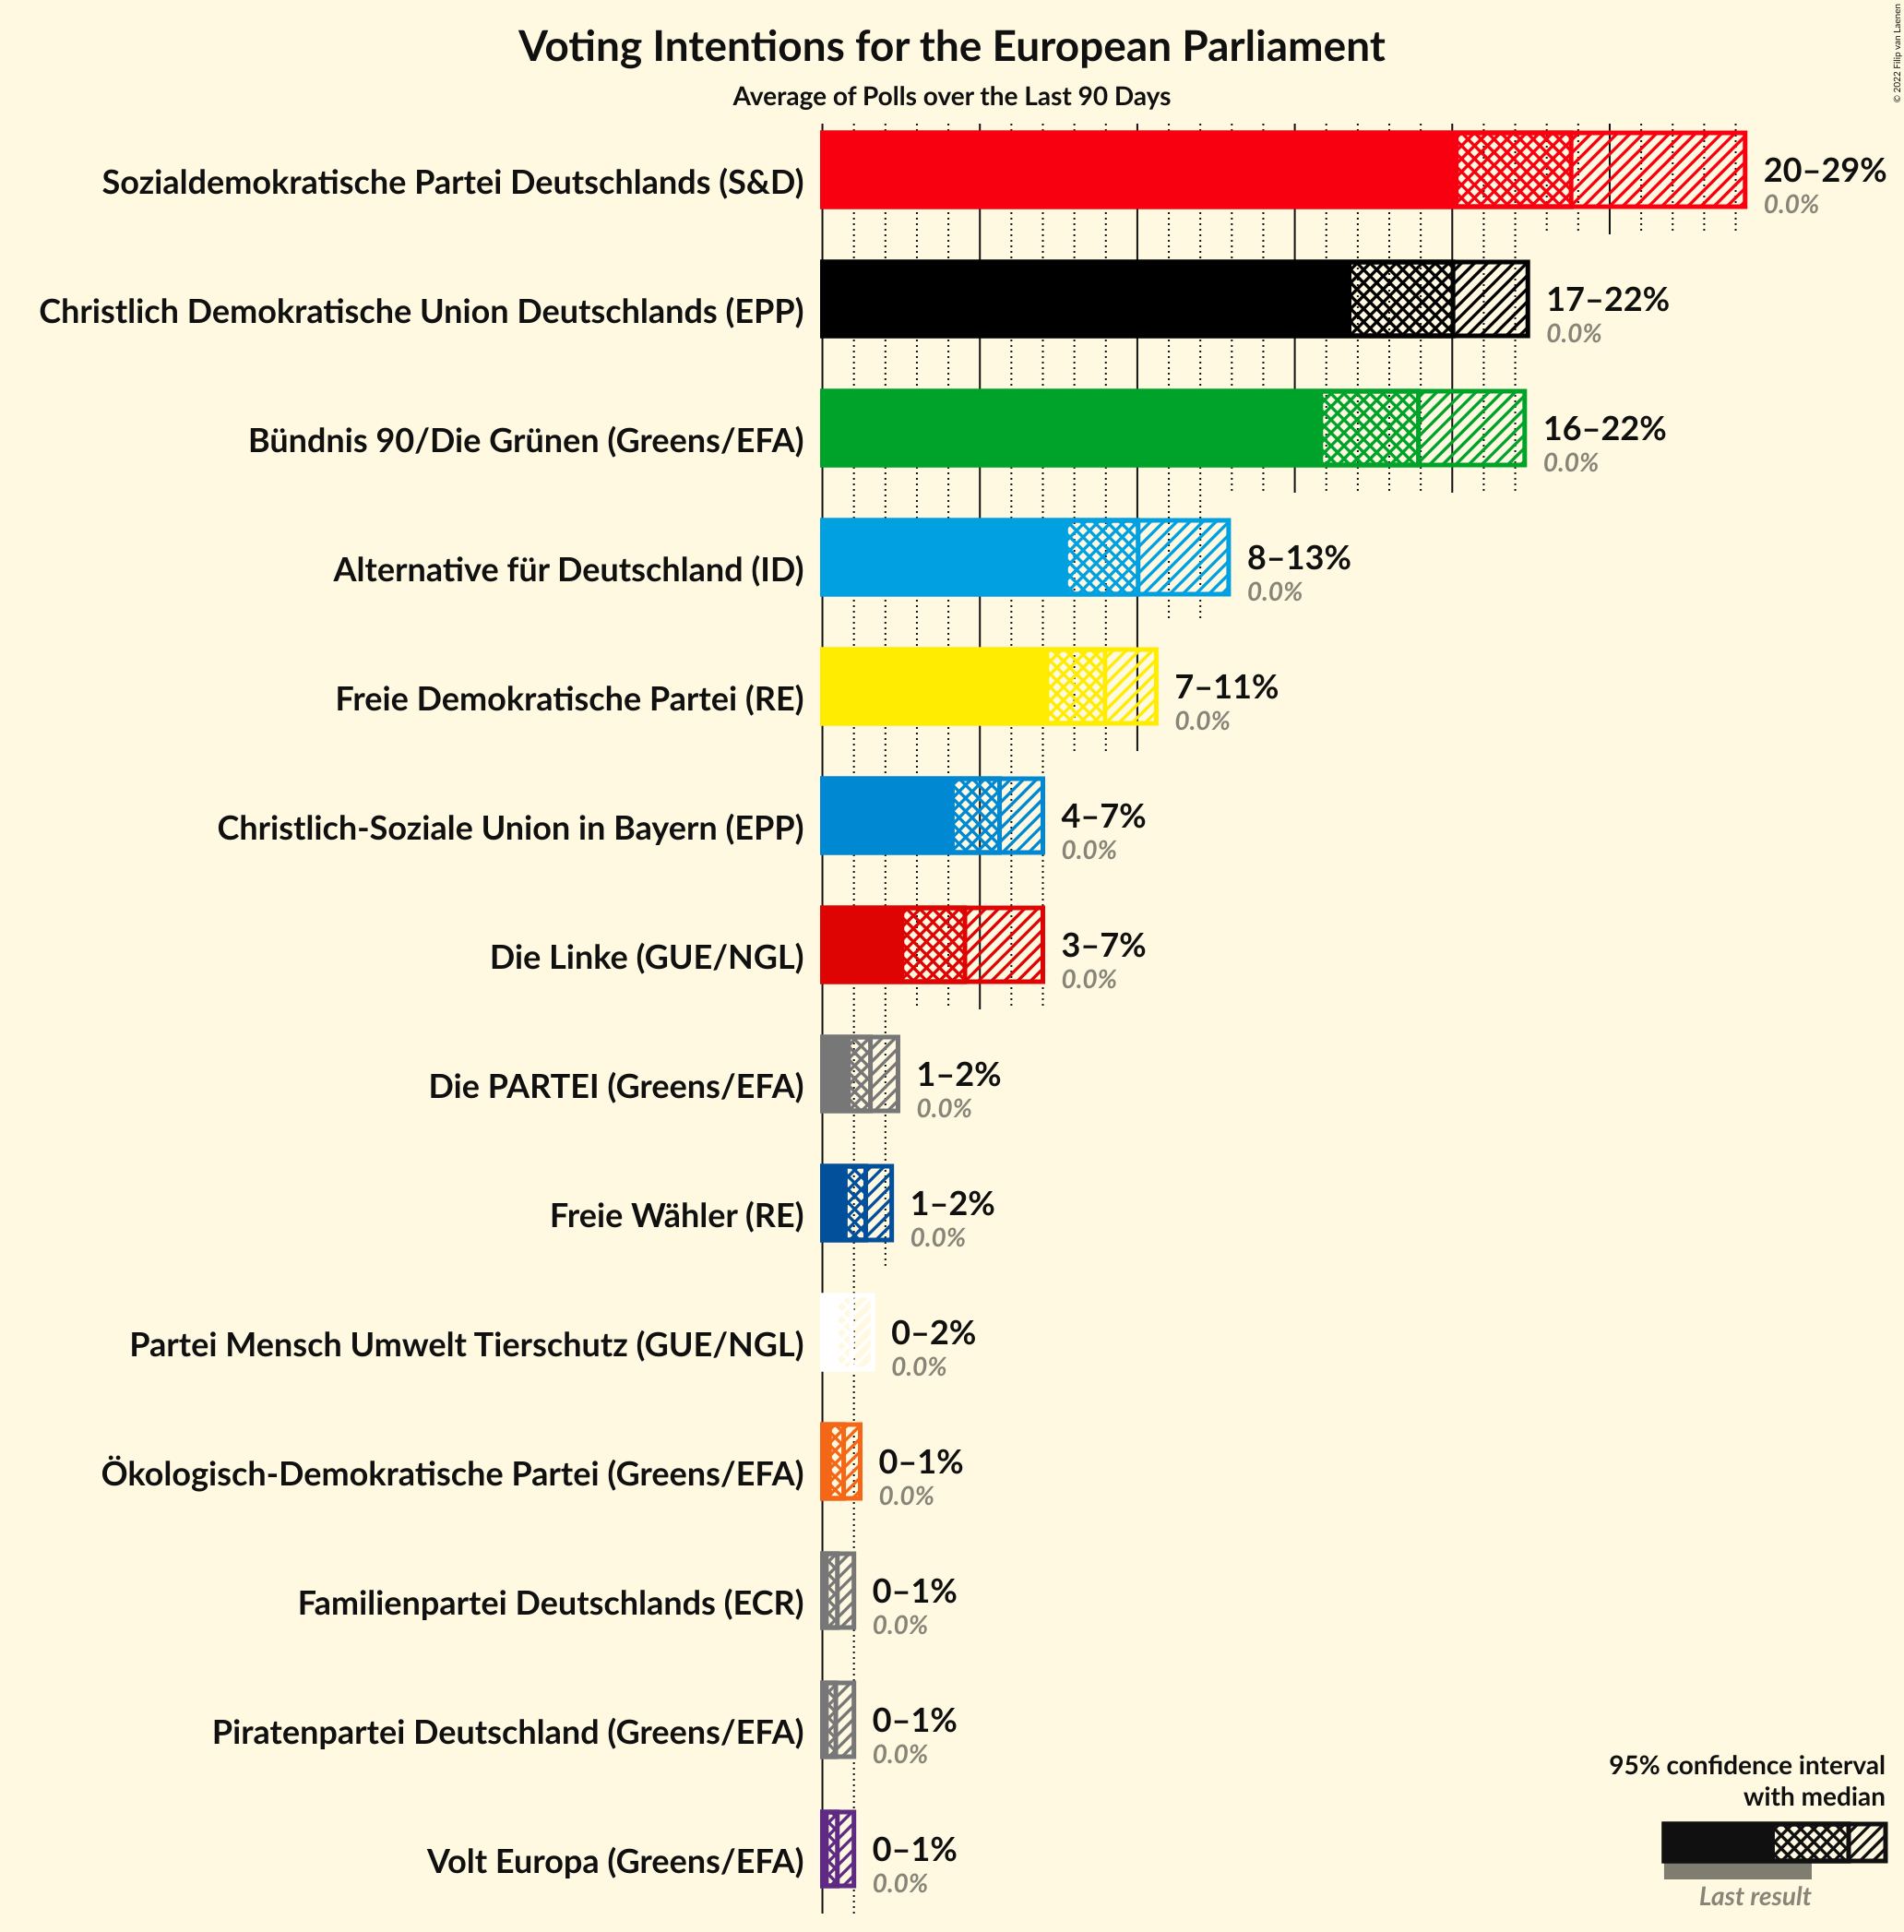 Voting Intentions for the European Parliament
Average of Polls over the Last 90 Days
© 2022 Filip van Laenen
Sozialdemokratische Partei Deutschlands (S&D)
20–29%
0.0%
Christlich Demokratische Union Deutschlands (EPP)
17–22%
0.0%
Bündnis 90/Die Grünen (Greens/EFA)
16–22%
0.0%
Alternative für Deutschland (ID)
8–13%
0.0%
Freie Demokratische Partei (RE)
7–11%
0.0%
Christlich-Soziale Union in Bayern (EPP)
4–7%
0.0%
Die Linke (GUE/NGL)
3–7%
0.0%
Die PARTEI (Greens/EFA)
1–2%
0.0%
Freie Wähler (RE)
1–2%
0.0%
Partei Mensch Umwelt Tierschutz (GUE/NGL)
0–2%
0.0%
Ökologisch-Demokratische Partei (Greens/EFA)
0–1%
0.0%
Familienpartei Deutschlands (ECR)
0–1%
0.0%
Piratenpartei Deutschland (Greens/EFA)
0–1%
0.0%
Volt Europa (Greens/EFA)
0–1%
0.0%
95% confidence interval
with median
Last result